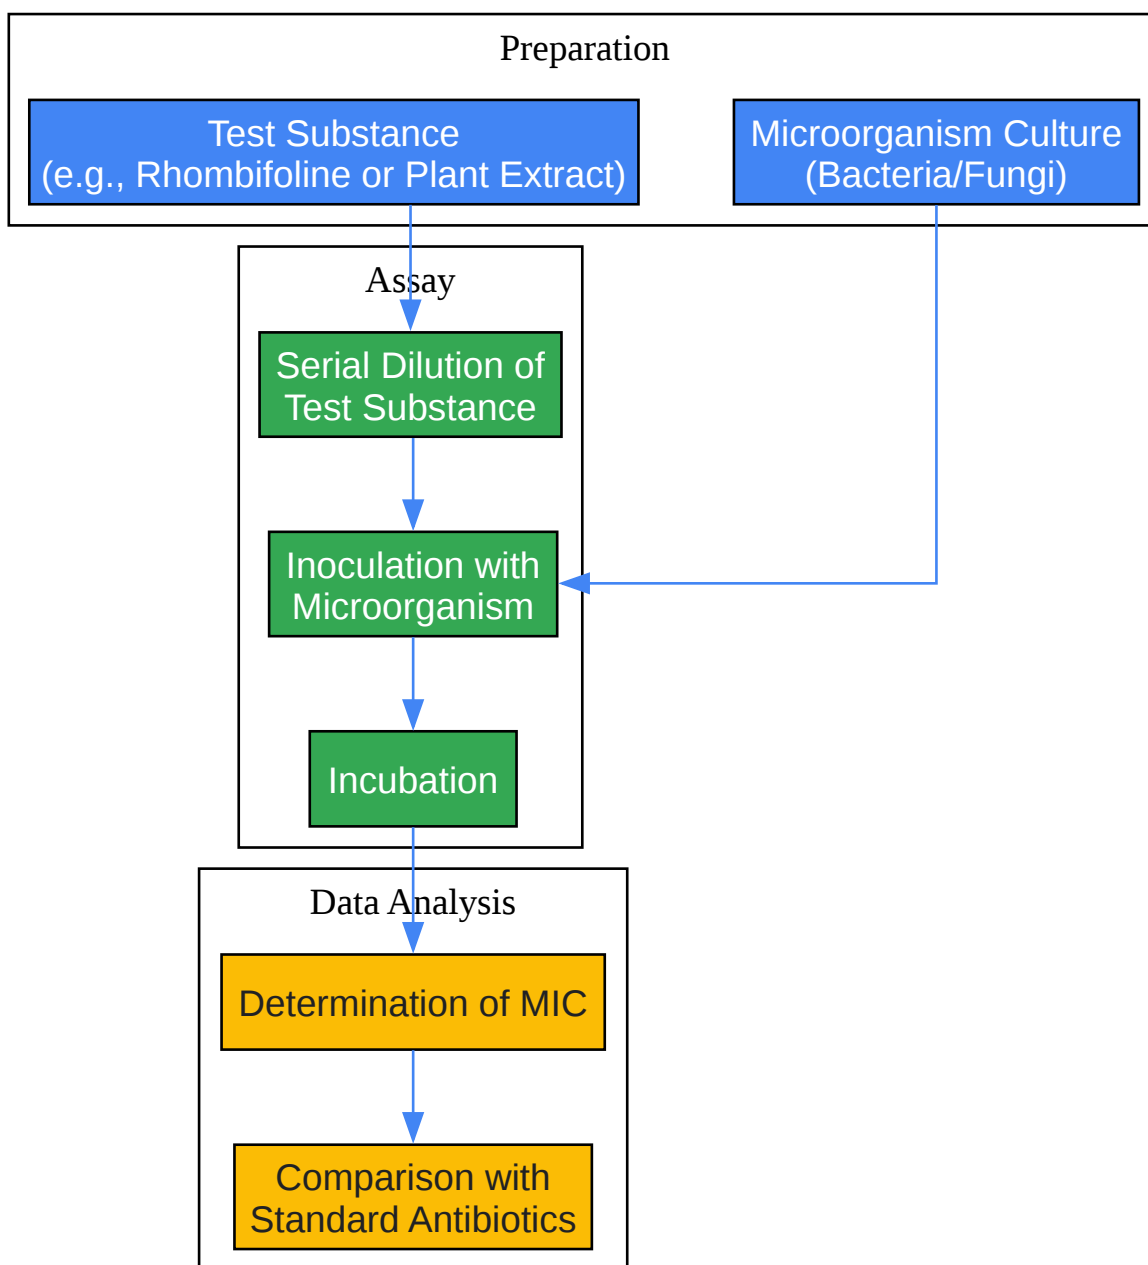 Preparation
Test Substance
(e.g., Rhombifoline or Plant Extract)
Microorganism Culture
(Bacteria/Fungi)
Assay
Serial Dilution of
Test Substance
Inoculation with
Microorganism
Incubation
Data Analysis
Determination of MIC
Comparison with
Standard Antibiotics